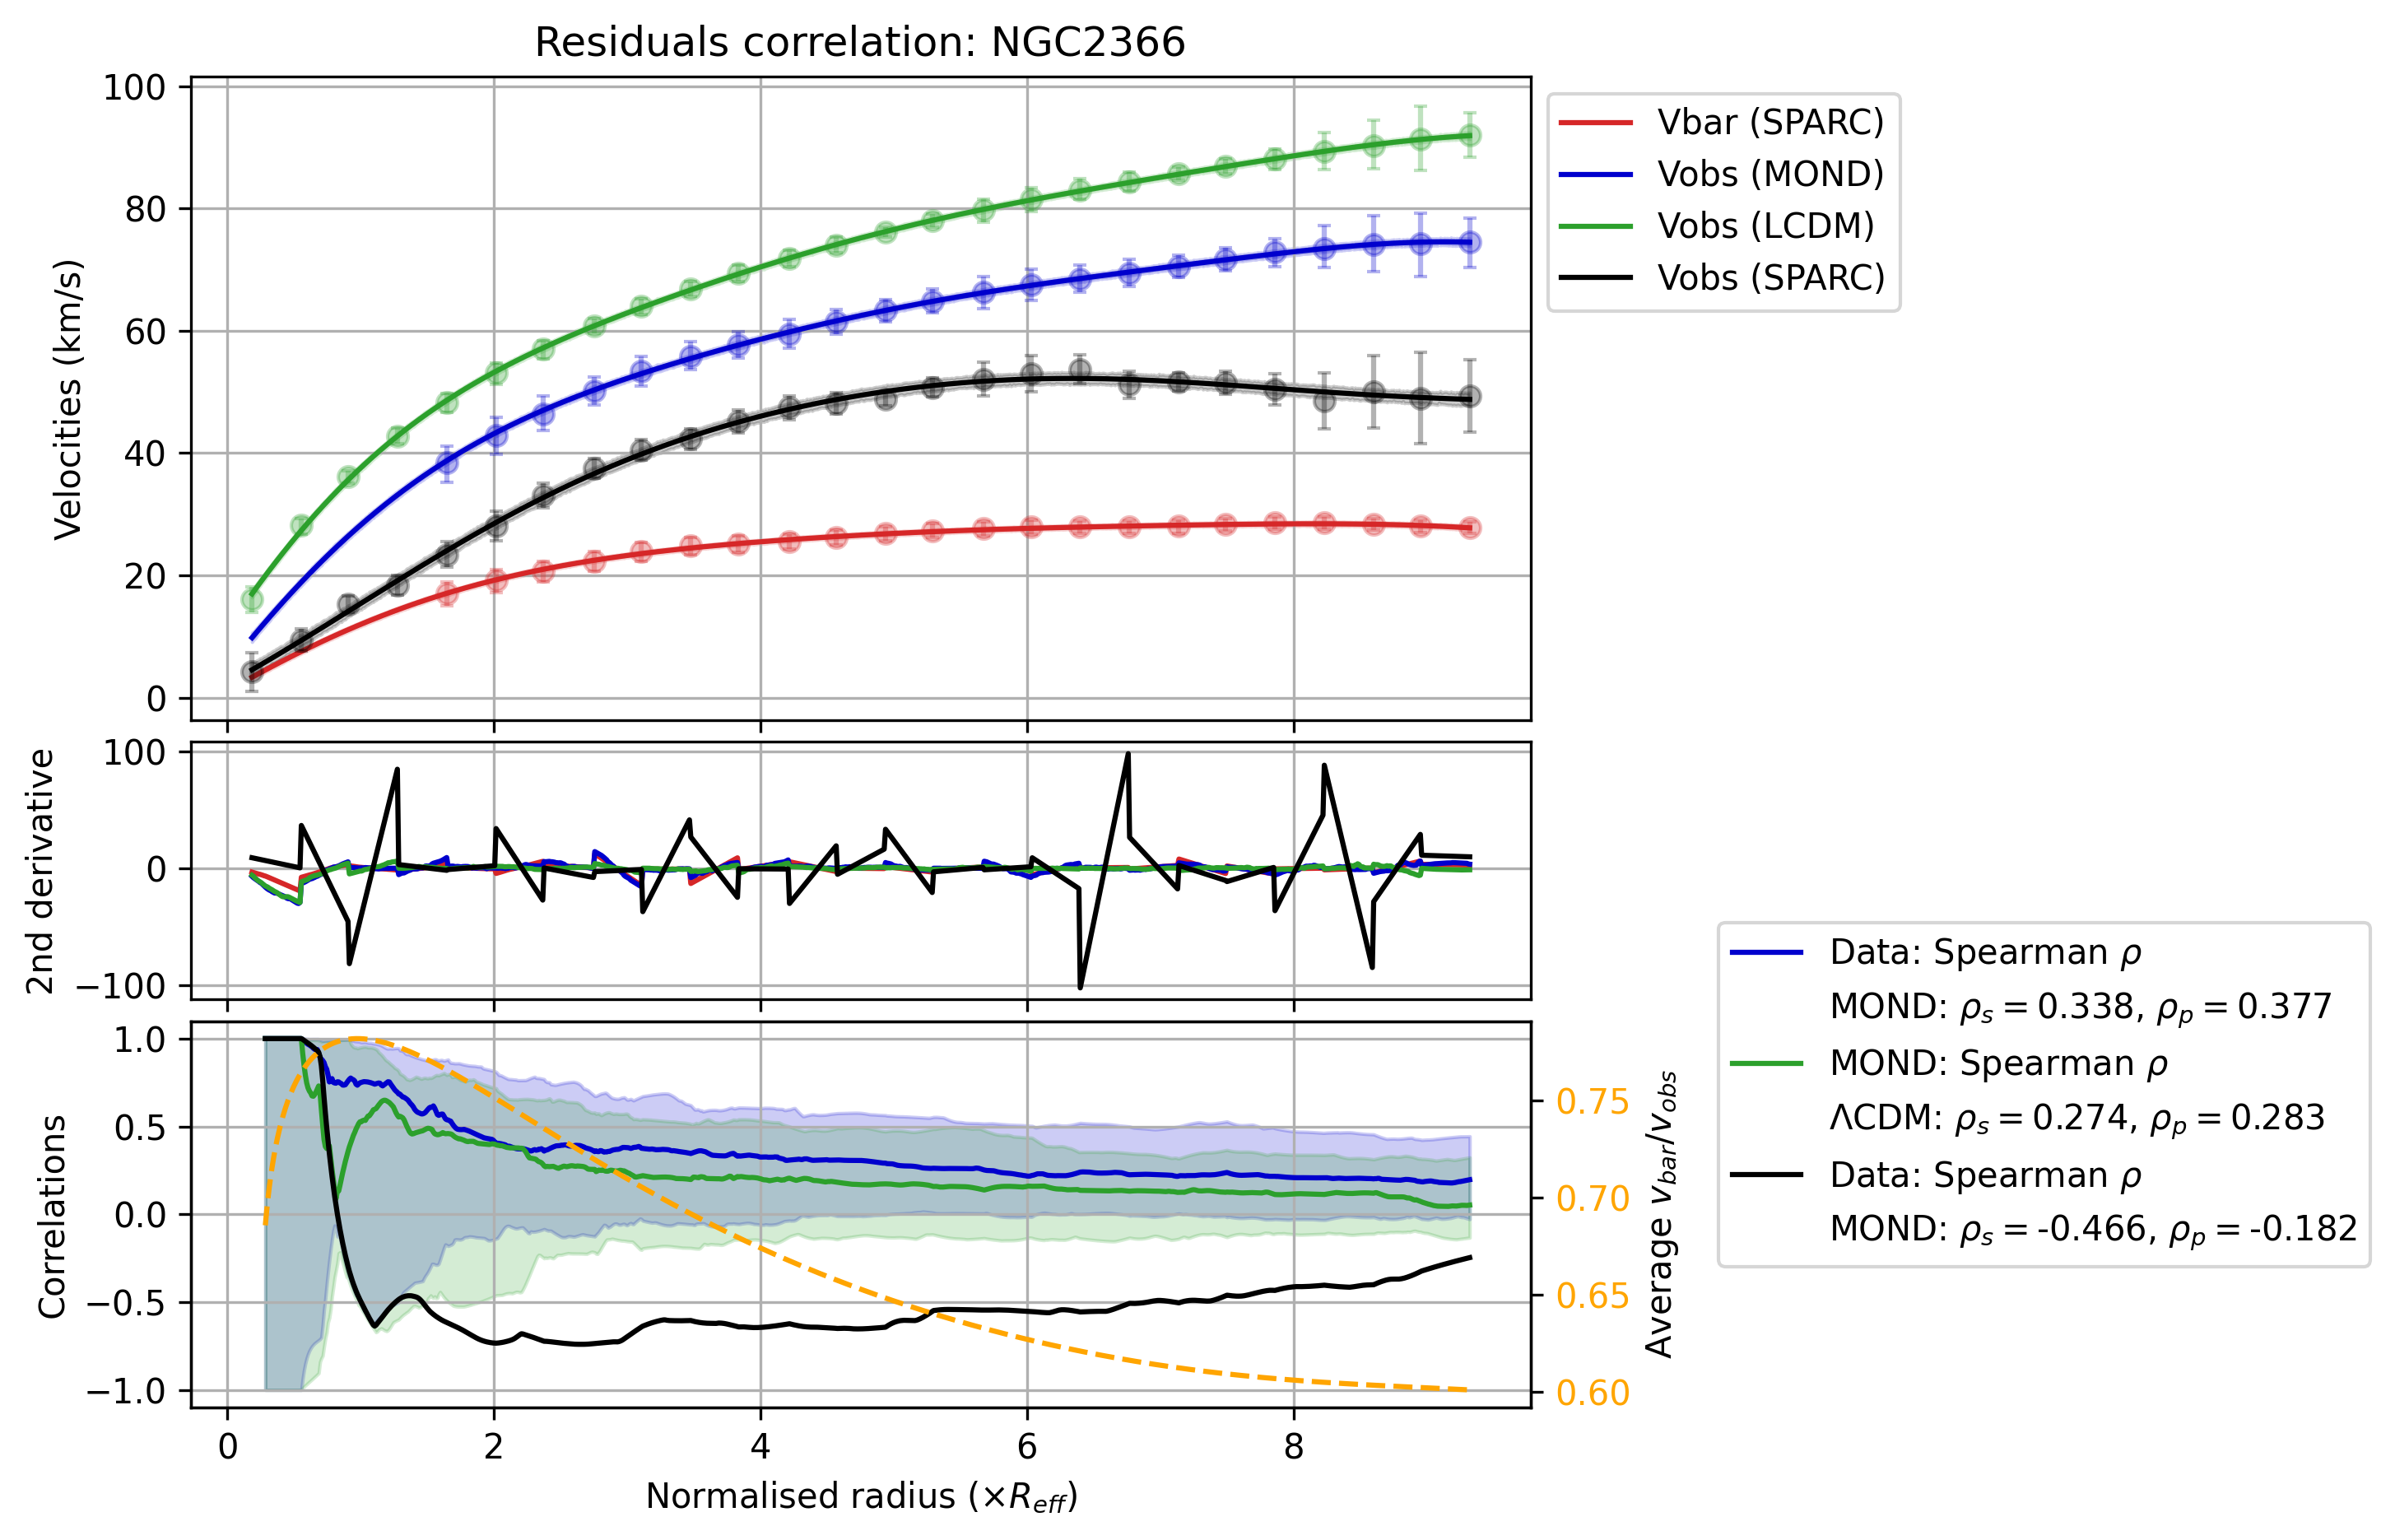 Residuals correlation: NGC2366
100
80
60
40
20
0
Velocities (km/s)
Vbar (SPARC)
Vobs (MOND)
Vobs (LCDM)
Vobs (SPARC)
100
0
−100
2nd derivative
1.0
0.5
0.0
−0.5
−1.0
Correlations
0.75
0.70
0.65
0.60
Average v_bar/v_obs
Data: Spearman ρ
MOND: ρ_s = 0.338, ρ_p = 0.377
MOND: Spearman ρ
ΛCDM: ρ_s = 0.274, ρ_p = 0.283
Data: Spearman ρ
MOND: ρ_s = -0.466, ρ_p = -0.182
0 2 4 6 8
Normalised radius (×R_eff)